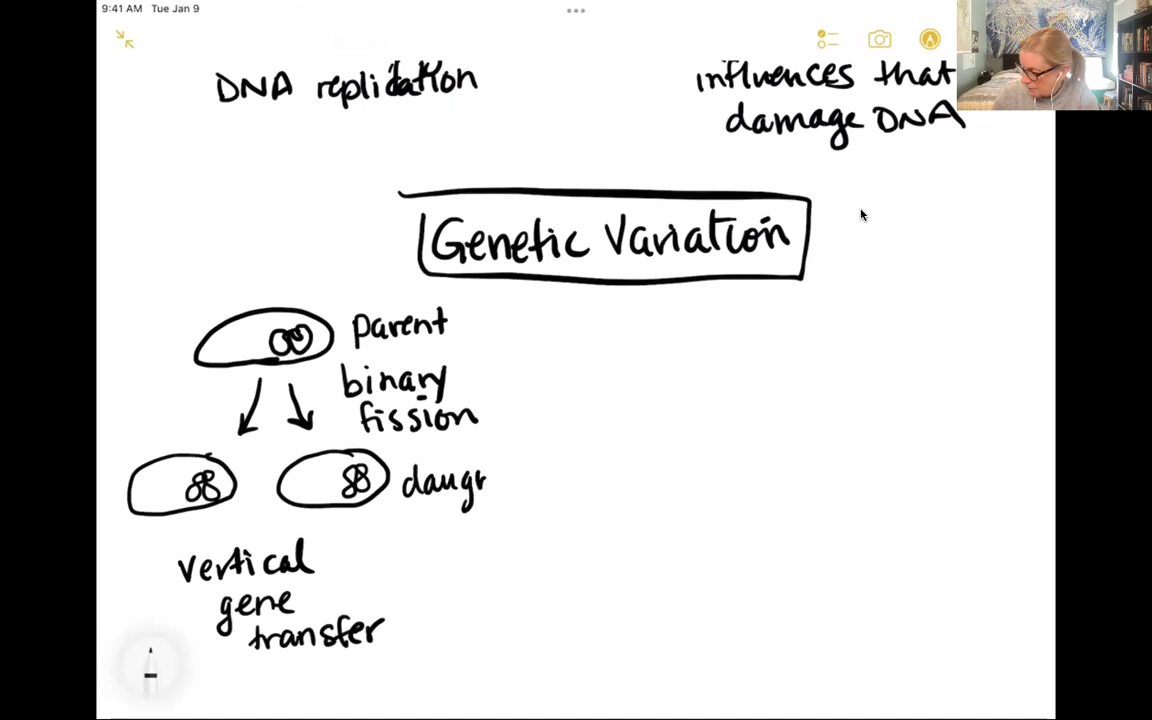 9:41 AM Tue Jan 9
DNA replication
influences that
damage DNA
Genetic Variation
parent
binary
fission
daugr
vertical
gene
transfer